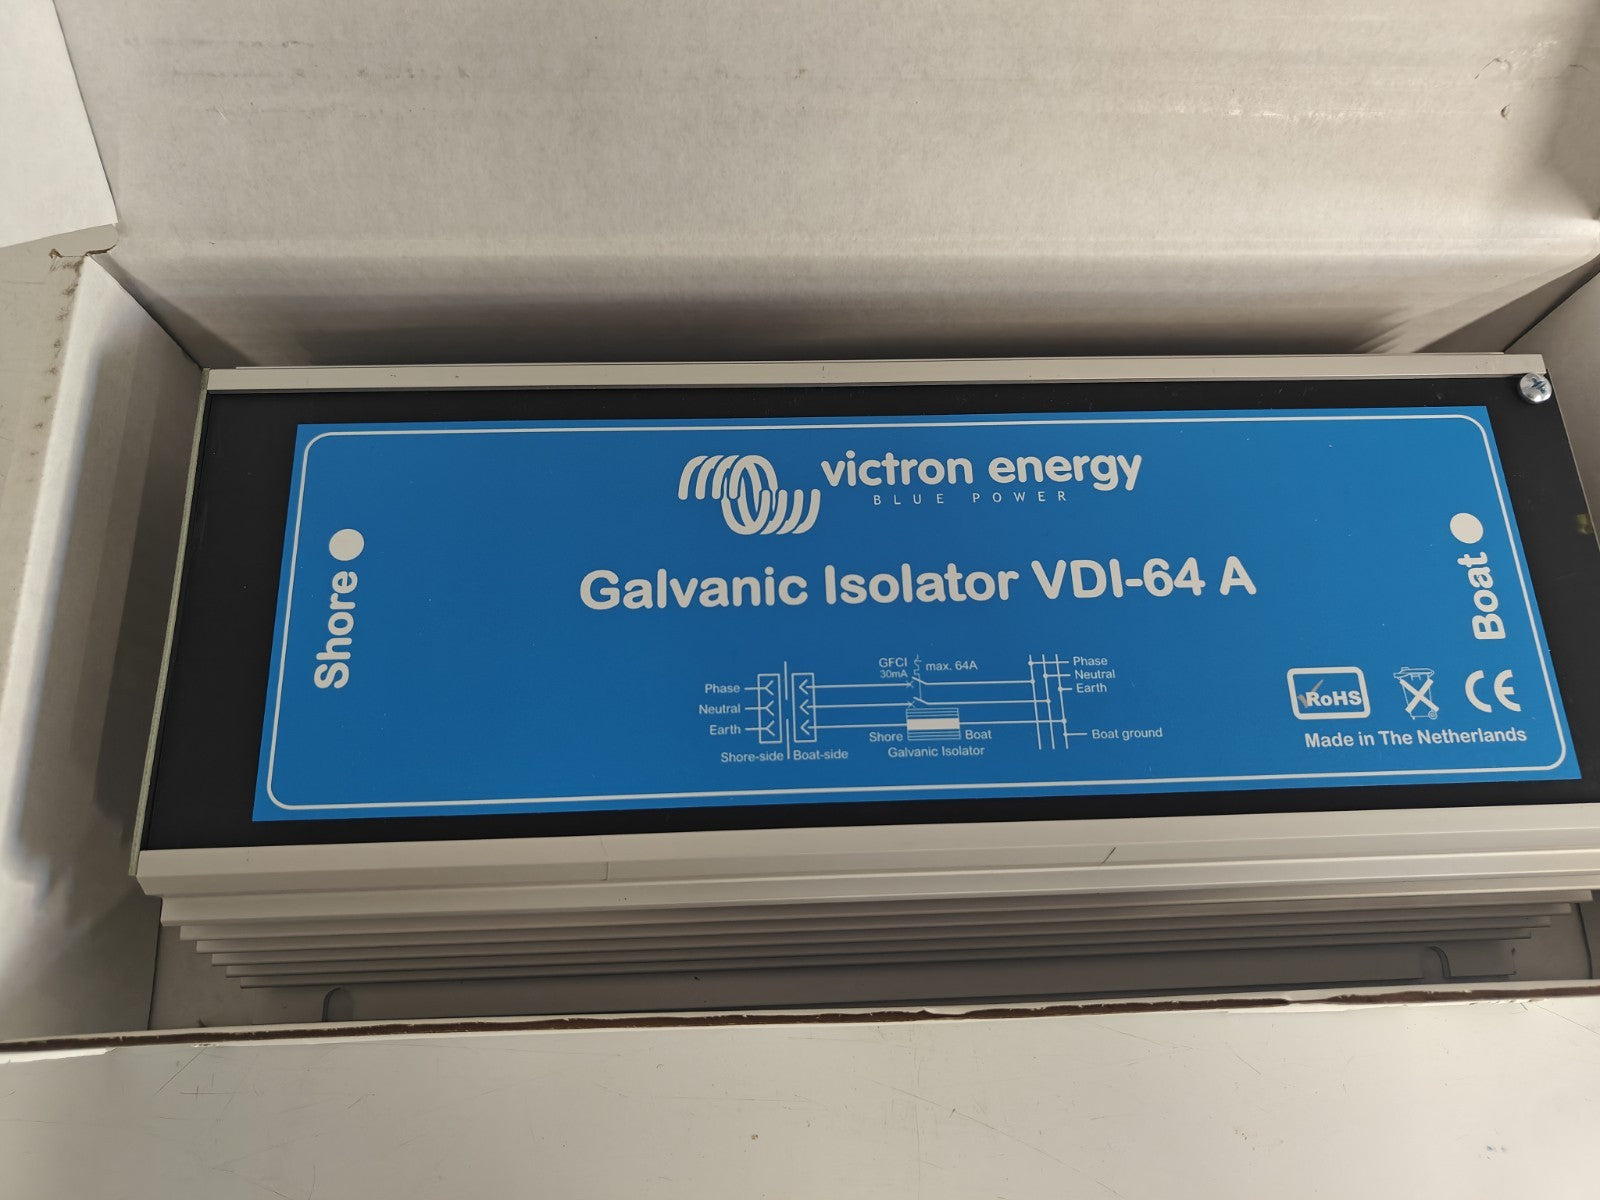 victron energy
BLUE POWER
Galvanic Isolator VDI-64 A
Shore
Boat
GFCI
30mA
max. 64A
Phase
Neutral
Earth
Phase
Neutral
Earth
Shore
Boat
Boat ground
Shore-side
Boat-side
Galvanic Isolator
RoHS
CE
Made in The Netherlands